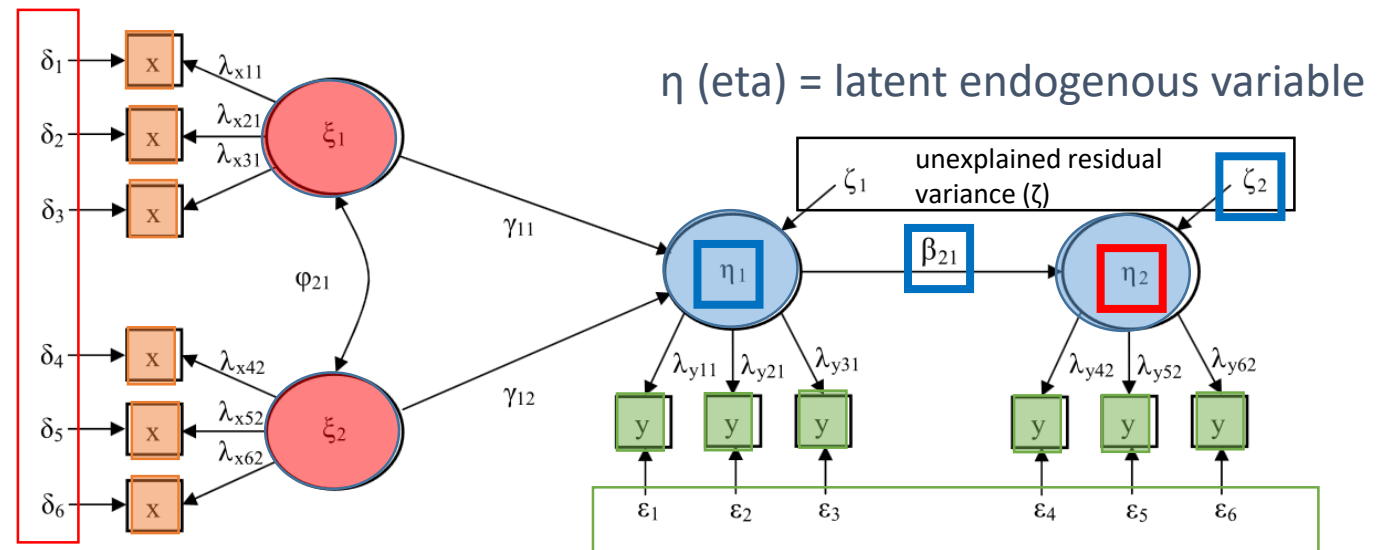 η (eta) = latent endogenous variable
unexplained residual
variance (ζ)
δ₁
x
λₓ₁₁
δ₂
x
λₓ₂₁
ξ₁
δ₃
x
λₓ₃₁
φ₂₁
δ₄
x
λₓ₄₂
δ₅
x
λₓ₅₂
ξ₂
δ₆
x
λₓ₆₂
γ₁₁
γ₁₂
ζ₁
η₁
β₂₁
ζ₂
η₂
λy₁₁
λy₂₁
λy₃₁
λy₄₂
λy₅₂
λy₆₂
y
y
y
y
y
y
ε₁
ε₂
ε₃
ε₄
ε₅
ε₆